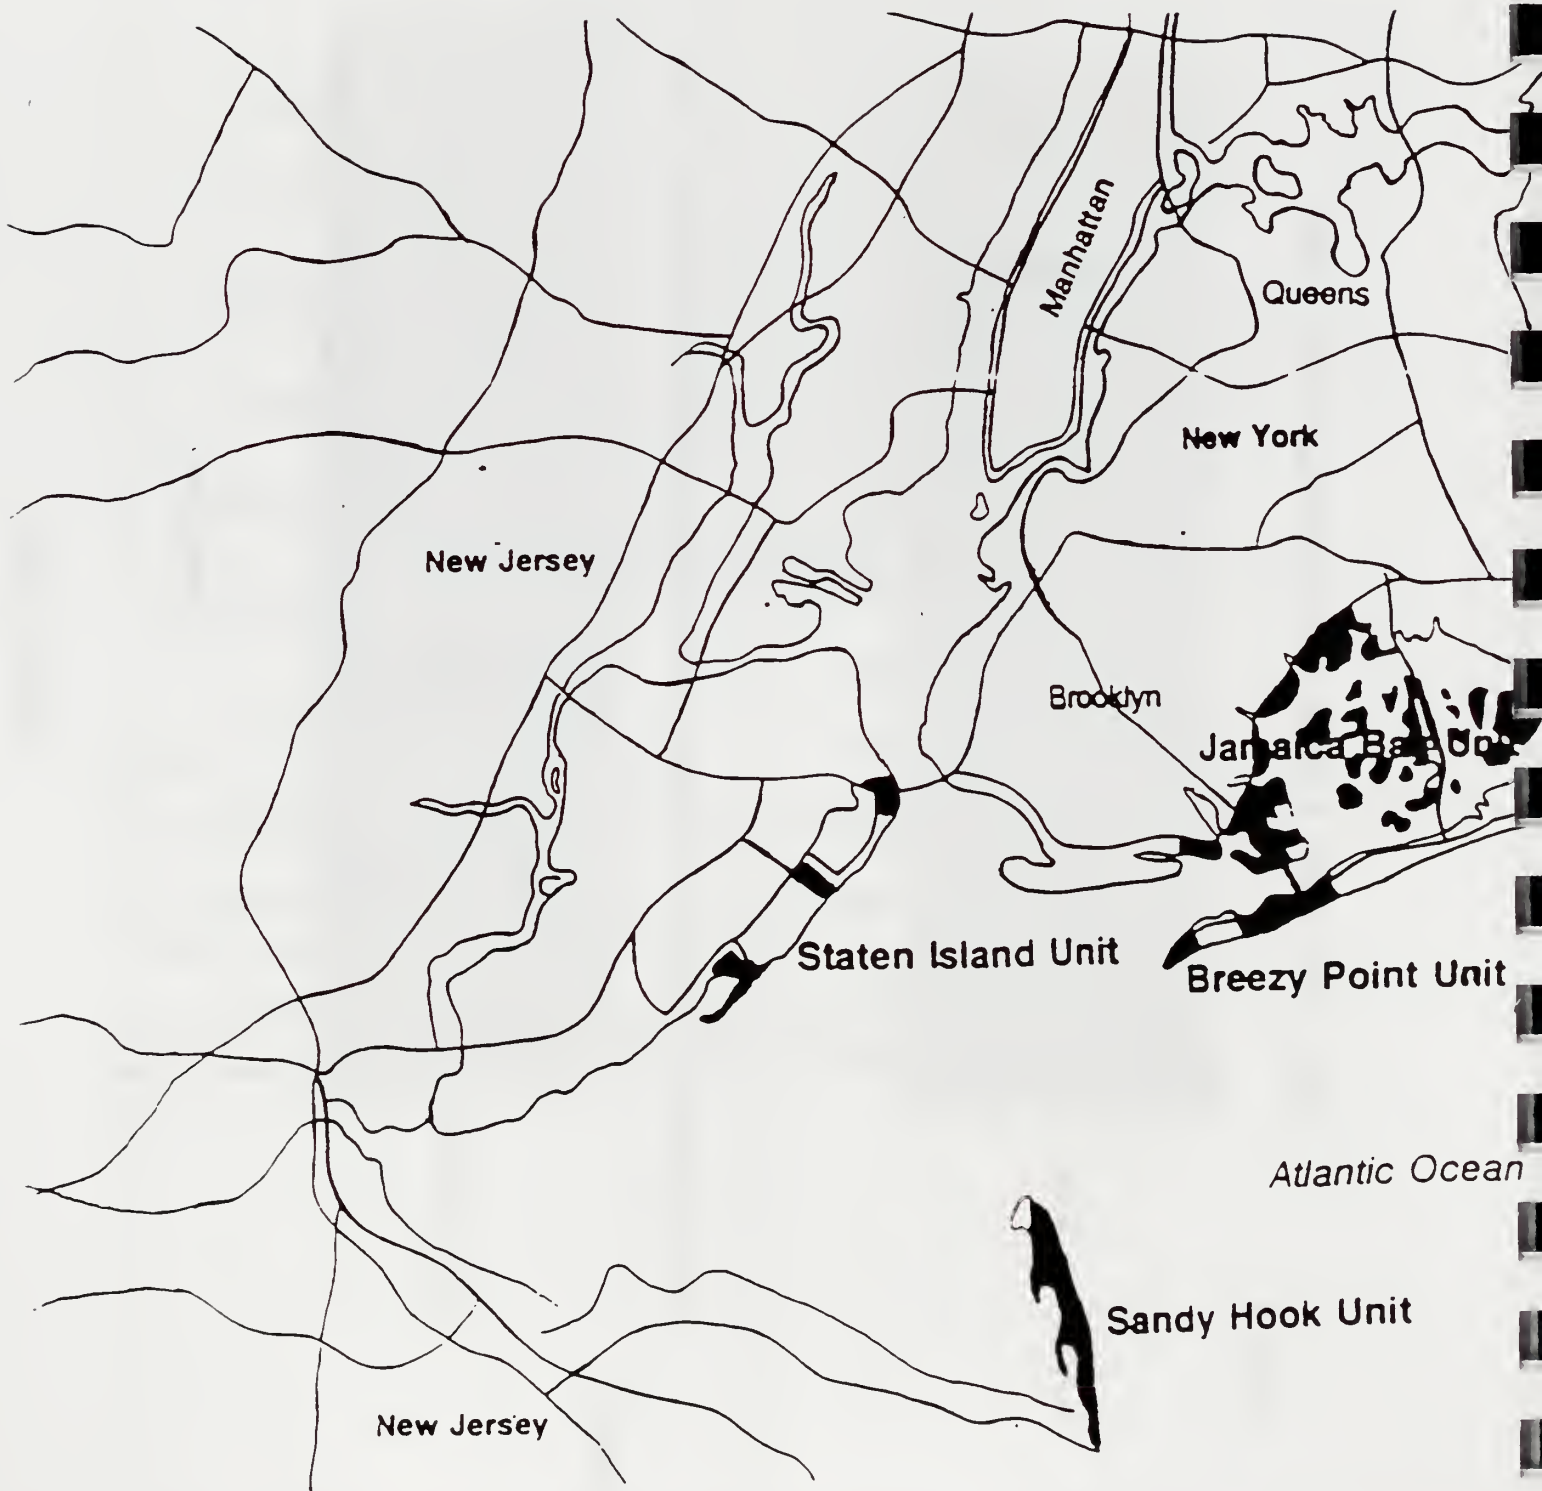 Manhattan
Queens
New York
New Jersey
Brooklyn
Jamaica Bay Unit
Staten Island Unit
Breezy Point Unit
Atlantic Ocean
Sandy Hook Unit
New Jersey